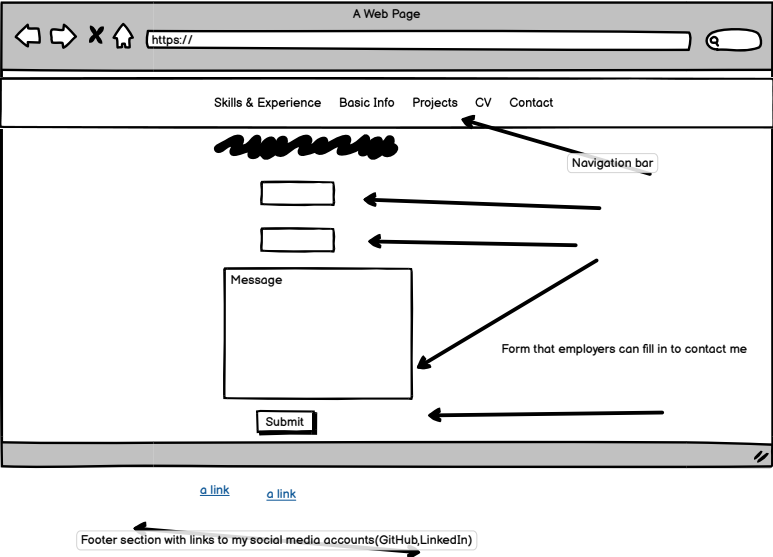 A Web Page
https://
Skills & Experience Basic Info Projects CV Contact
Navigation bar
Message
Form that employers can fill in to contact me
Submit
a link a link
Footer section with links to my social media accounts(GitHub,LinkedIn)